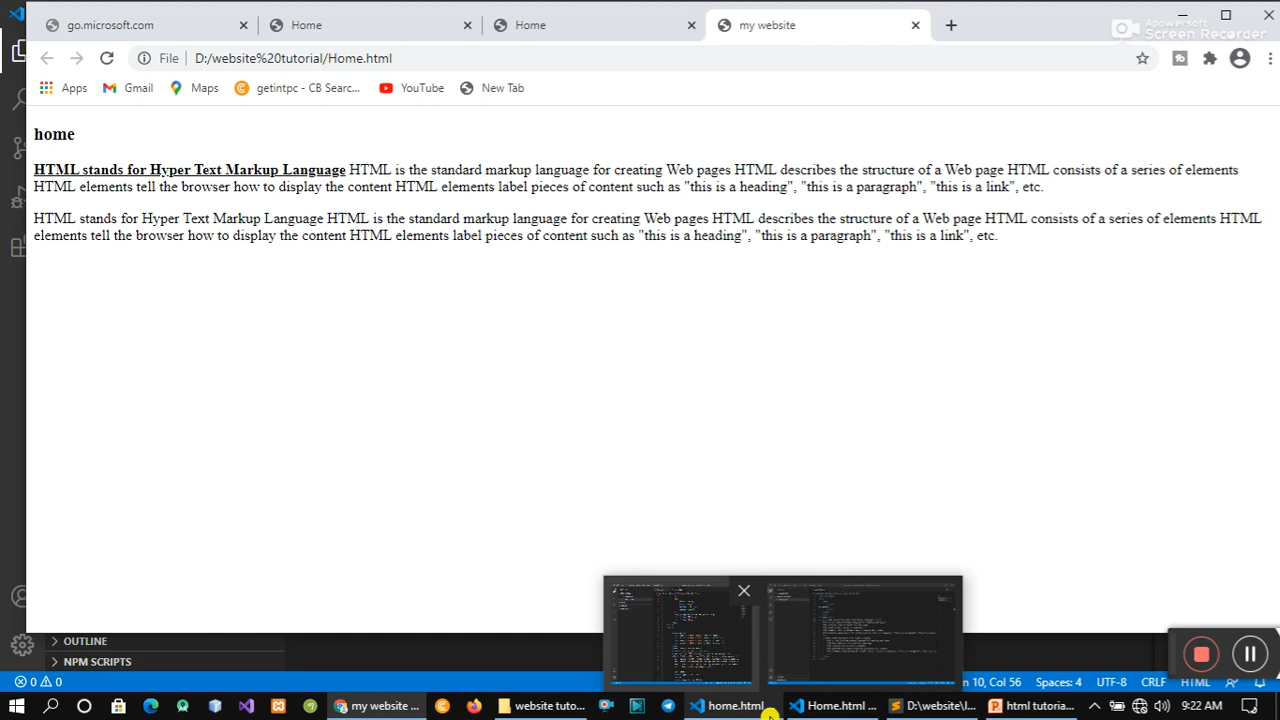 go.microsoft.com
Home
Home
my website
Apowersoft
Screen Recorder
File
D:/website%20tutorial/Home.html
Apps
Gmail
Maps
getintpc - CB Searc...
YouTube
New Tab
home
HTML stands for Hyper Text Markup Language HTML is the standard markup language for creating Web pages HTML describes the structure of a Web page HTML consists of a series of elements
HTML elements tell the browser how to display the content HTML elements label pieces of content such as "this is a heading", "this is a paragraph", "this is a link", etc.
HTML stands for Hyper Text Markup Language HTML is the standard markup language for creating Web pages HTML describes the structure of a Web page HTML consists of a series of elements HTML
elements tell the browser how to display the content HTML elements label pieces of content such as "this is a heading", "this is a paragraph", "this is a link", etc.
OUTLINE
NPM SCRIPTS
0 0
Ln 10, Col 56
Spaces: 4
UTF-8
CRLF
HTML
my website ...
website tuto...
home.html
Home.html ...
D:\website\l...
html tutoria...
9:22 AM